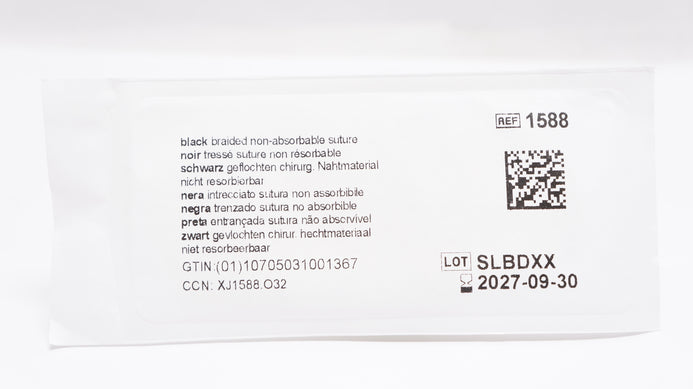 black braided non-absorbable suture
noir tressé suture non résorbable
schwarz geflochten chirurg. Nahtmaterial
nicht resorbierbar
nera intrecciato sutura non assorbibile
negra trenzado sutura no absorbible
preta entrançada sutura não absorvível
zwart gevlochten chirur. hechtmateriaal
niet resorbeerbaar
GTIN:(01)10705031001367
CCN: XJ1588.O32
REF 1588
LOT SLBDXX
2027-09-30